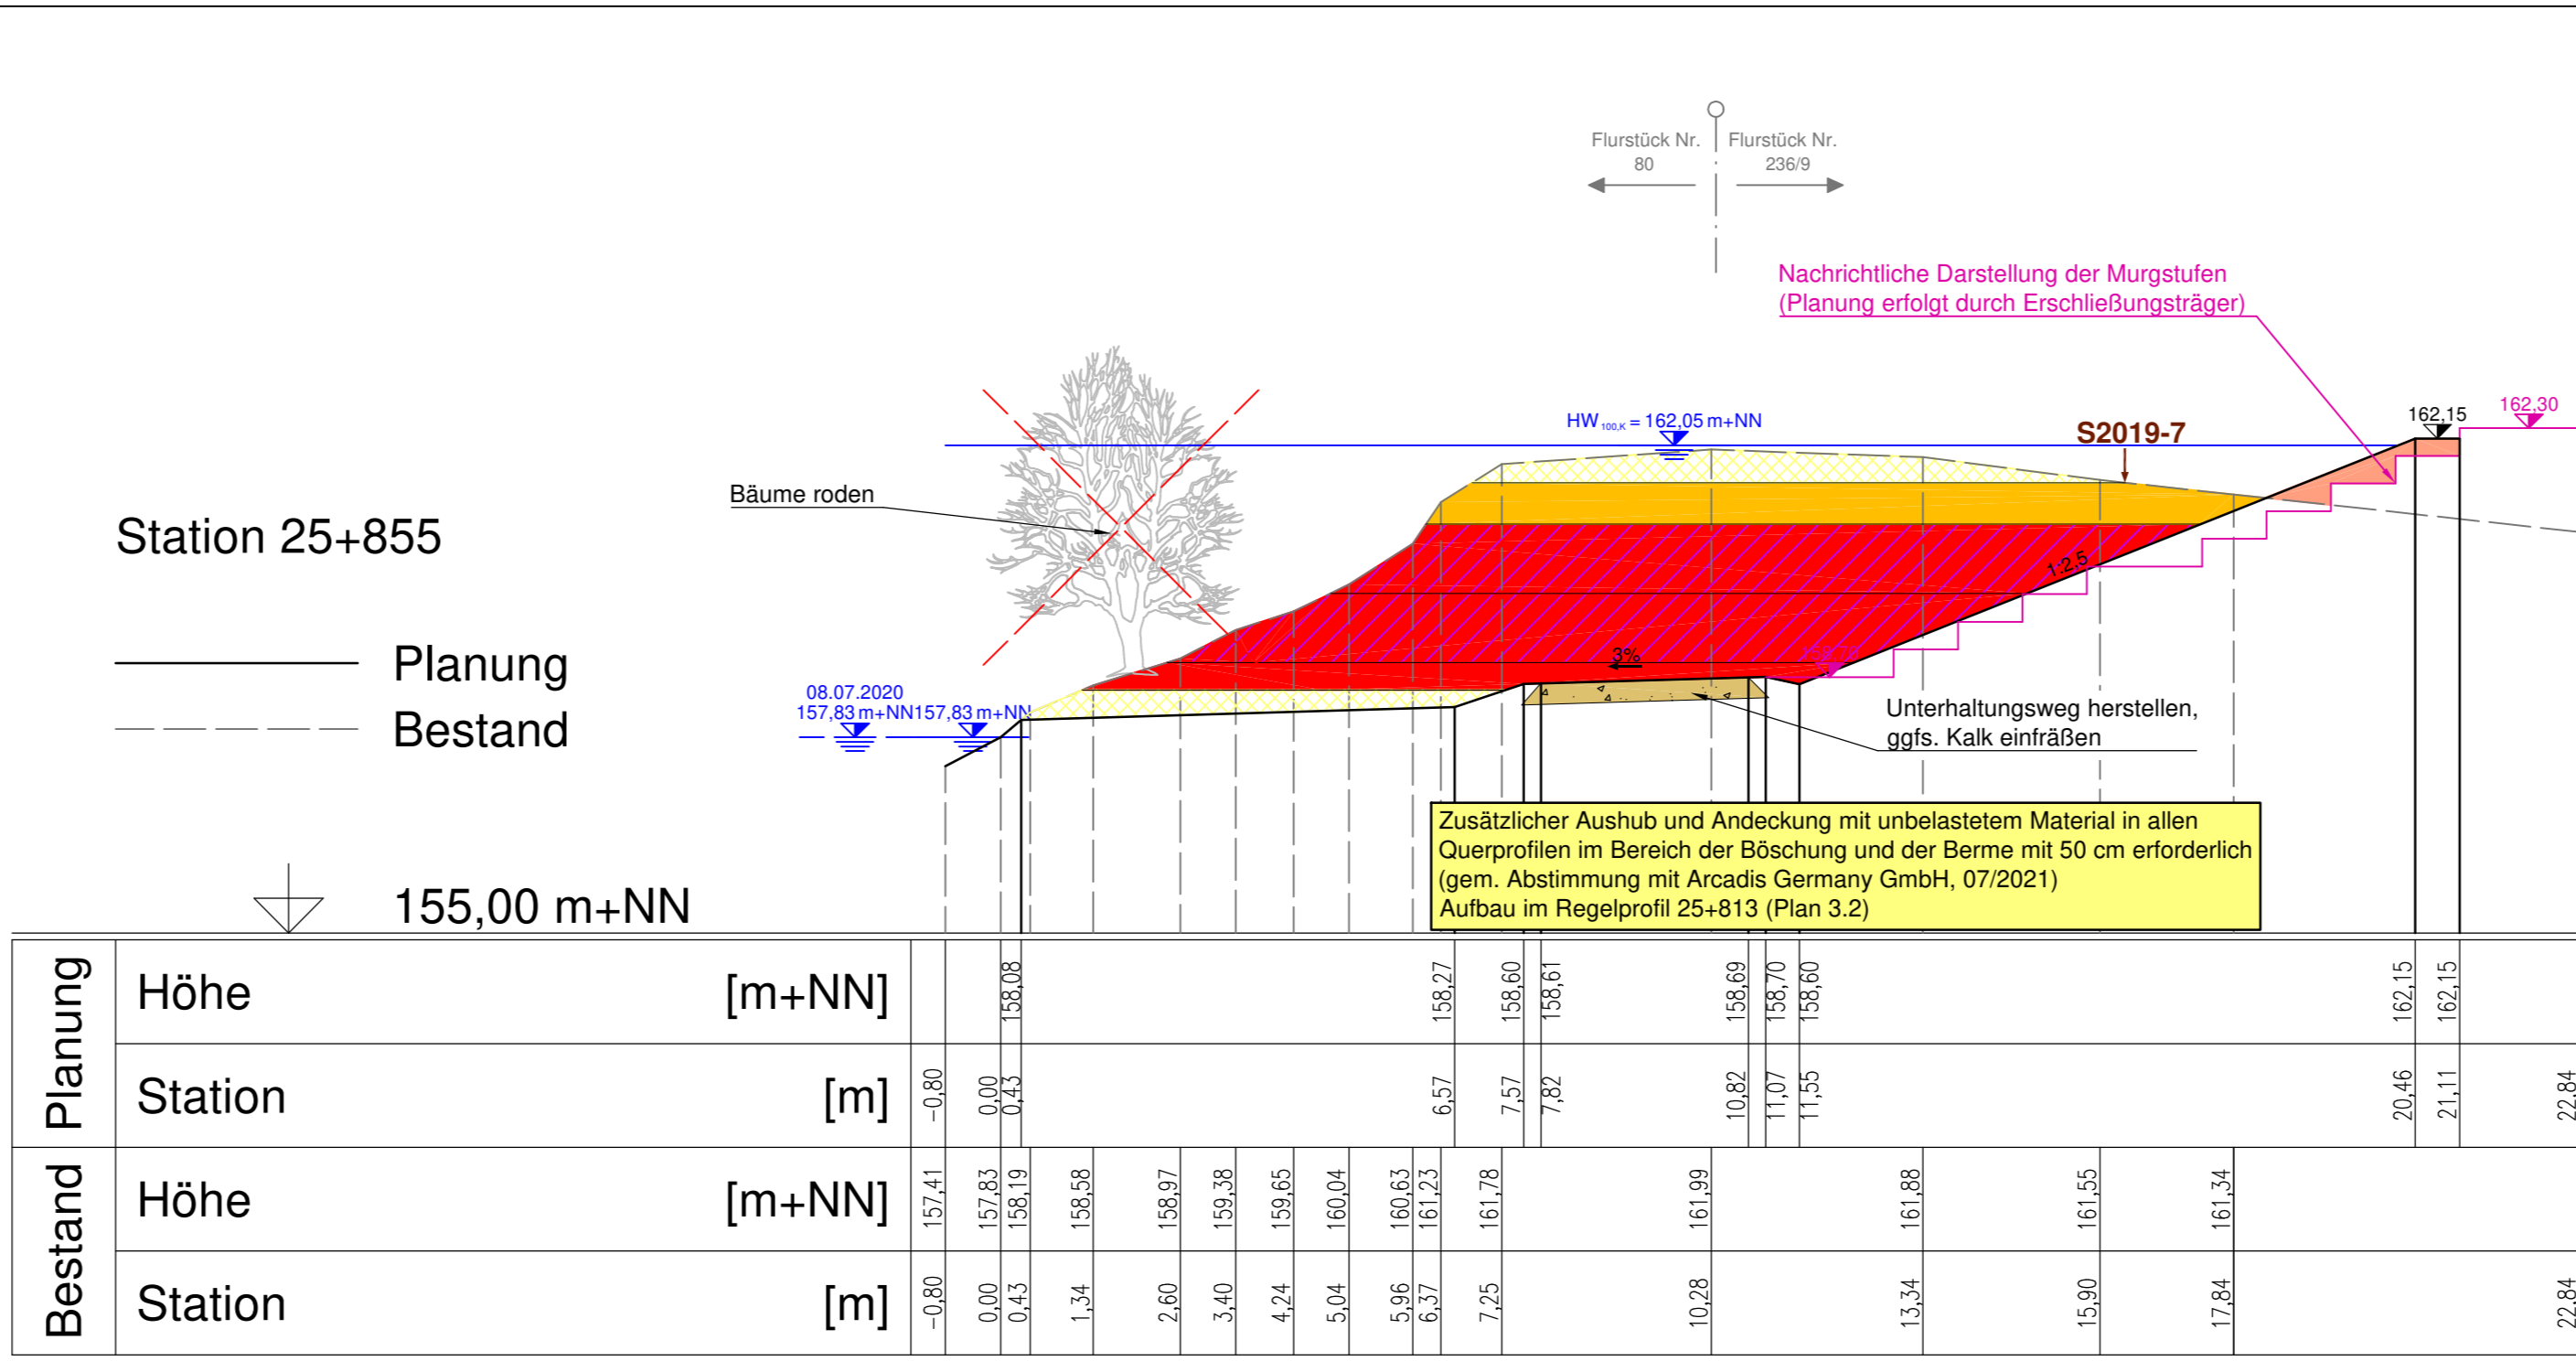 Flurstück Nr.
80
Flurstück Nr.
236/9
Nachrichtliche Darstellung der Murgstufen
(Planung erfolgt durch Erschließungsträger)
HW100,K = 162,05 m+NN
S2019-7
162,15
162,30
Bäume roden
Station 25+855
1:2,5
3%
158,70
Planung
Bestand
08.07.2020
157,83 m+NN
157,83 m+NN
Unterhaltungsweg herstellen,
ggfs. Kalk einfräßen
Zusätzlicher Aushub und Andeckung mit unbelastetem Material in allen
Querprofilen im Bereich der Böschung und der Berme mit 50 cm erforderlich
(gem. Abstimmung mit Arcadis Germany GmbH, 07/2021)
Aufbau im Regelprofil 25+813 (Plan 3.2)
155,00 m+NN
Planung
Höhe [m+NN] 158,08 158,27 158,60 158,61 158,69 158,70 158,60 162,15 162,15
Station [m] -0,80 0,00 0,43 6,57 7,57 7,82 10,82 11,07 11,55 20,46 21,11 22,84
Bestand
Höhe [m+NN] 157,41 157,83 158,19 158,58 158,97 159,38 159,65 160,04 160,63 161,23 161,78 161,99 161,88 161,55 161,34
Station [m] -0,80 0,00 0,43 1,34 2,60 3,40 4,24 5,04 5,96 6,37 7,25 10,28 13,34 15,90 17,84 22,84